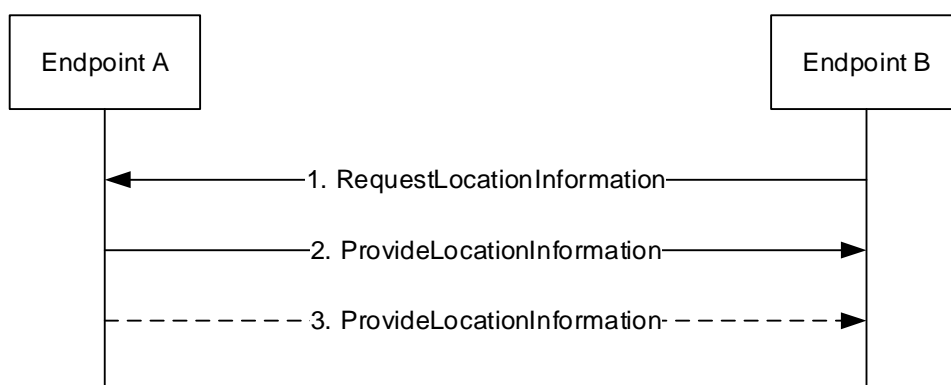 Endpoint A
Endpoint B
1. RequestLocationInformation
2. ProvideLocationInformation
3. ProvideLocationInformation